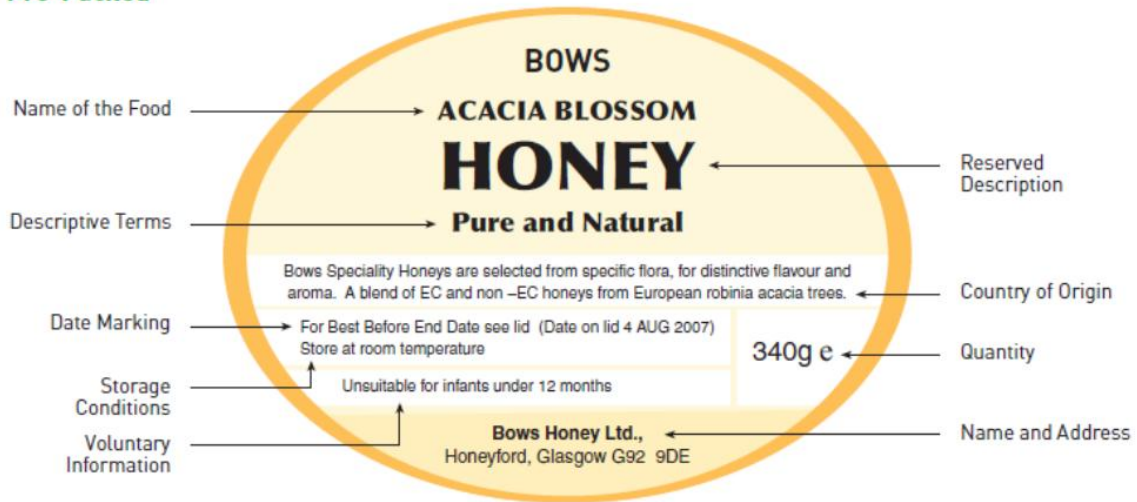 BOWS
Name of the Food
ACACIA BLOSSOM
HONEY
Reserved
Description
Descriptive Terms
Pure and Natural
Bows Speciality Honeys are selected from specific flora, for distinctive flavour and
aroma. A blend of EC and non –EC honeys from European robinia acacia trees.
Country of Origin
Date Marking
For Best Before End Date see lid (Date on lid 4 AUG 2007)
Store at room temperature
340g e
Quantity
Storage
Conditions
Unsuitable for infants under 12 months
Voluntary
Information
Bows Honey Ltd.,
Honeyford, Glasgow G92 9DE
Name and Address